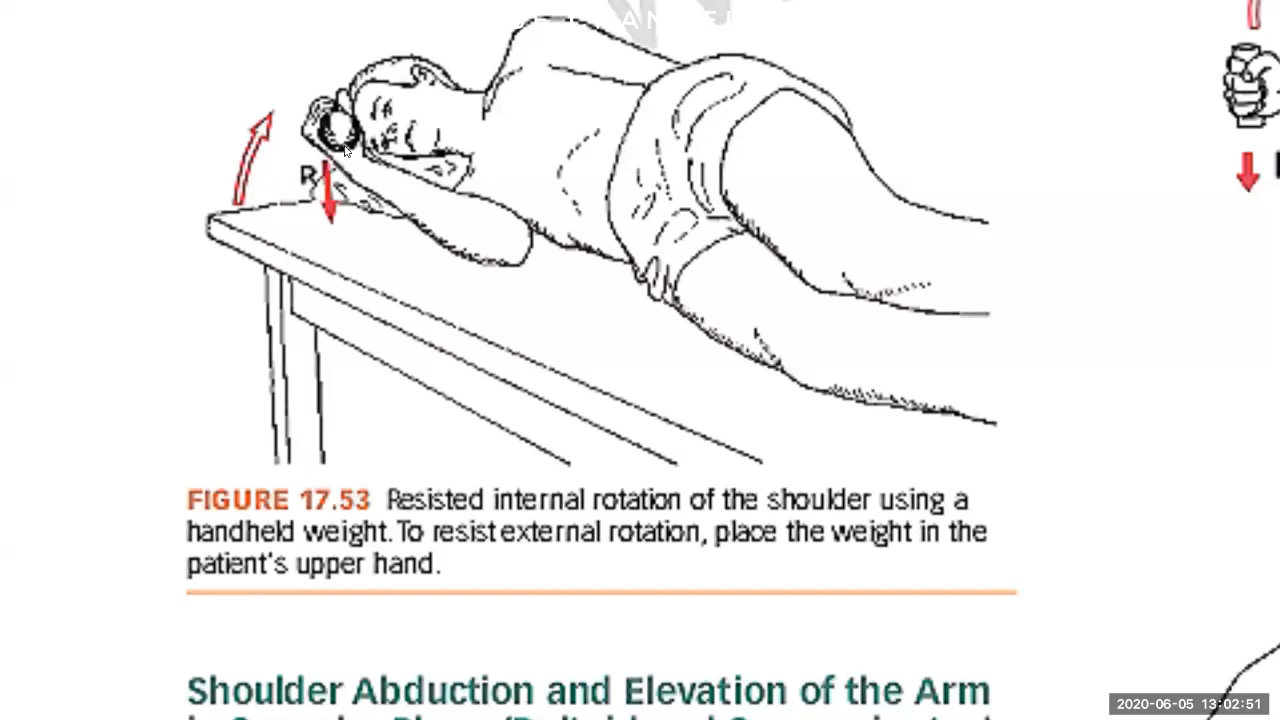 R
FIGURE 17.53 Resisted internal rotation of the shoulder using a
handheld weight. To resist external rotation, place the weight in the
patient's upper hand.
Shoulder Abduction and Elevation of the Arm
2020-06-05 13:02:51